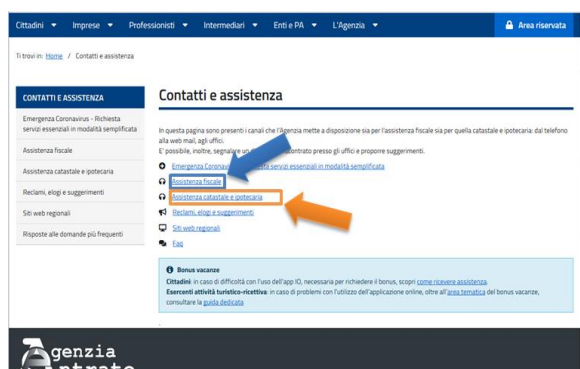 Cittadini Imprese Professionisti Intermediari Enti e PA L'Agenzia Area riservata
Ti trovi in: Home / Contatti e assistenza
CONTATTI E ASSISTENZA
Emergenza Coronavirus - Richiesta
servizi essenziali in modalità semplificata
Assistenza fiscale
Assistenza catastale e ipotecaria
Reclami, elogi e suggerimenti
Siti web regionali
Risposte alle domande più frequenti
Contatti e assistenza
In questa pagina sono presenti i canali che l'Agenzia mette a disposizione sia per l'assistenza fiscale sia per quella catastale e ipotecaria: dal telefono
alla web mail, agli uffici.
E' possibile, inoltre, segnalare un contrato presso gli uffici e proporre suggerimenti.
Emergenza Coronavi sta servizi essenziali in modalità semplificata
Assistenza fiscale
Assistenza catastale e ipotecaria
Reclami, elogi e suggerimenti
Siti web regionali
Faq
Bonus vacanze
Cittadini: in caso di difficoltà con l'uso dell'app IO, necessaria per richiedere il bonus, scopri come ricevere assistenza.
Esercenti attività turistico-ricettiva: in caso di problemi con l'utilizzo dell'applicazione online, oltre all'area tematica del bonus vacanze,
consultare la guida dedicata.
Agenzia